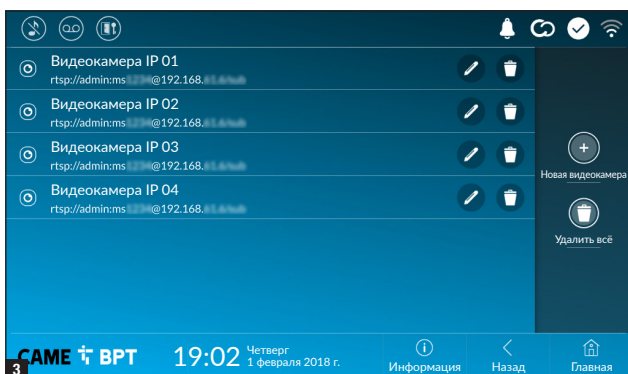 Видеокамера IP 01
rtsp://admin:ms @192.168.
Видеокамера IP 02
rtsp://admin:ms @192.168.
Видеокамера IP 03
rtsp://admin:ms @192.168.
Видеокамера IP 04
rtsp://admin:ms @192.168.
Новая видеокамера
Удалить всё
CAME BPT
19:02 Четверг
1 февраля 2018 г.
Информация
Назад
Главная
3